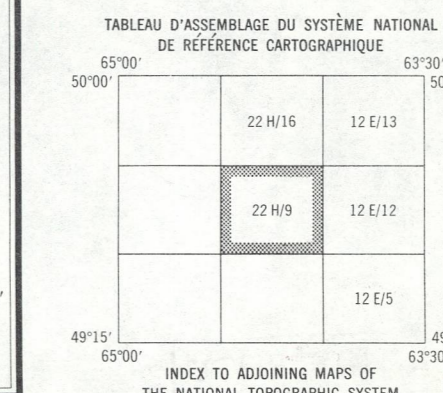 TABLEAU D'ASSEMBLAGE DU SYSTÈME NATIONAL
DE RÉFÉRENCE CARTOGRAPHIQUE
65°00' 63°30'
50°00'
22 H/16 12 E/13
22 H/9 12 E/12
12 E/5
49°15'
65°00' 63°30'
INDEX TO ADJOINING MAPS OF
THE NATIONAL TOPOGRAPHIC SYSTEM